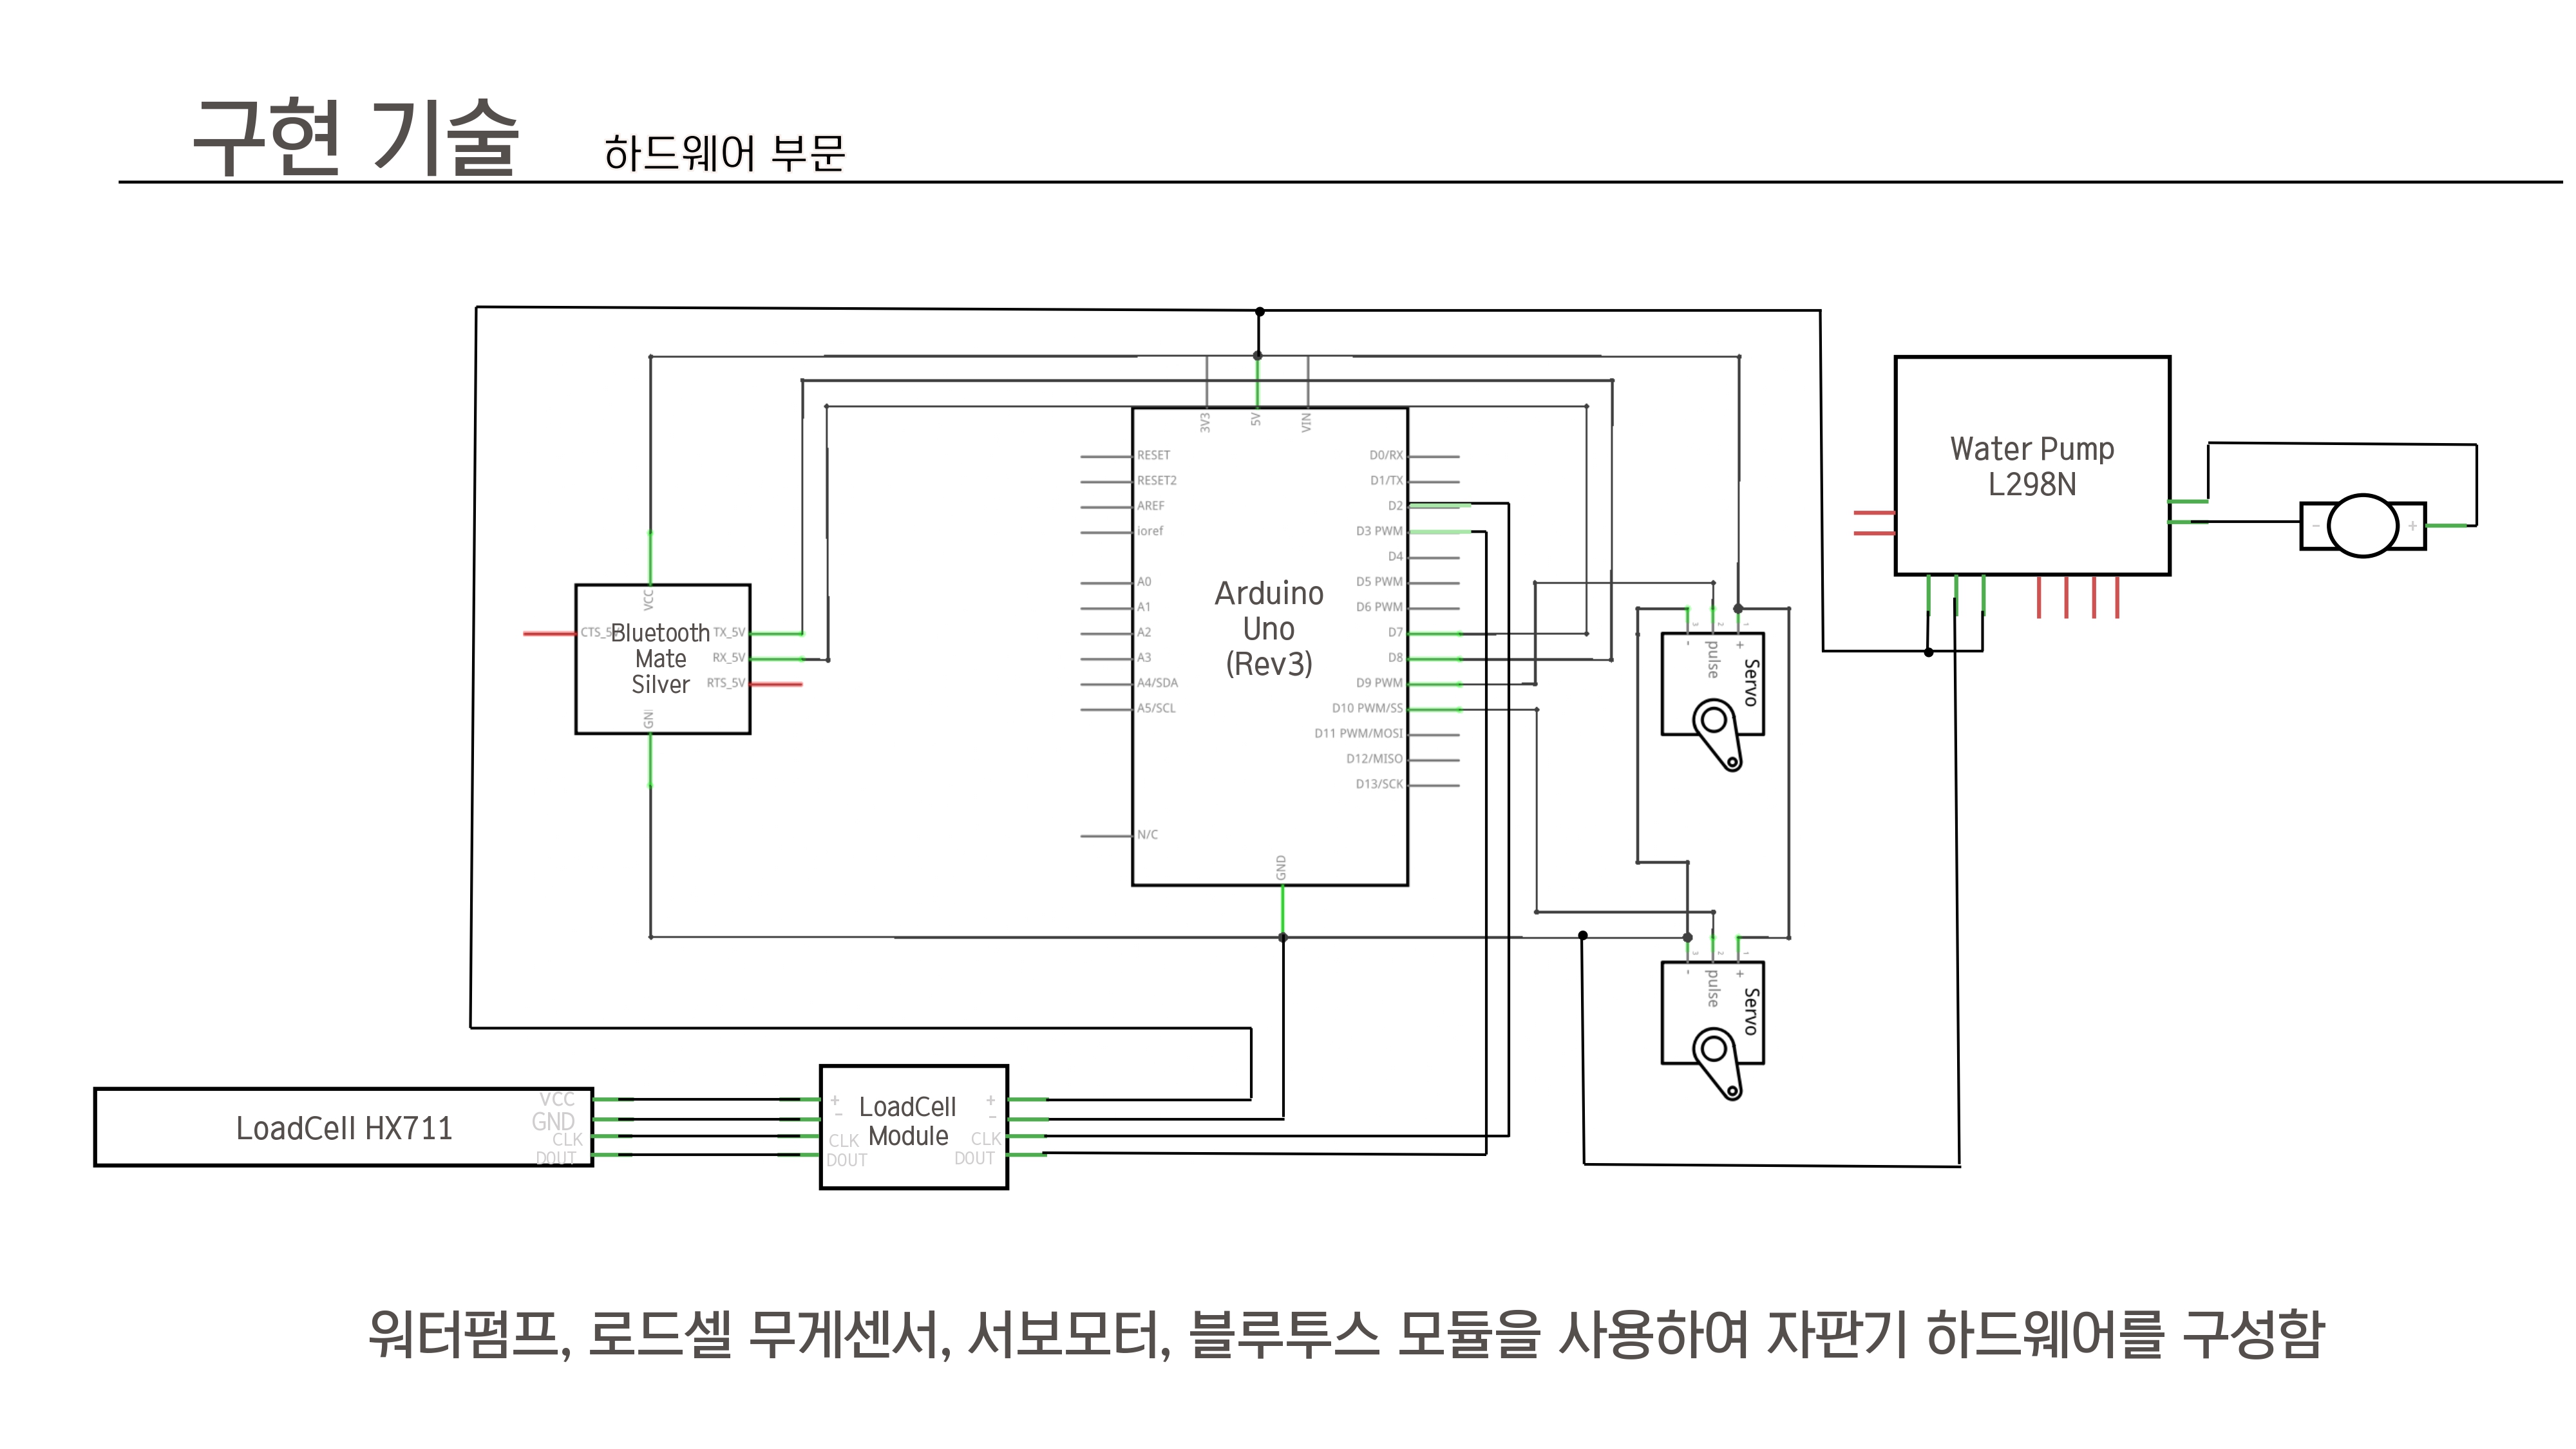 구현 기술 하드웨어 부문
3V3
5V
VIN
RESET
RESET2
AREF
ioref
A0
A1
A2
A3
A4/SDA
A5/SCL
N/C
D0/RX
D1/TX
D2
D3 PWM
D4
D5 PWM
D6 PWM
D7
D8
D9 PWM
D10 PWM/SS
D11 PWM/MOSI
D12/MISO
D13/SCK
GND
Arduino
Uno
(Rev3)
VCC
TX_5V
RX_5V
RTS_5V
Bluetooth
Mate
Silver
3
2
1
-
pulse
+
Servo
3
2
1
-
pulse
+
Servo
Water Pump
L298N
-
+
LoadCell HX711
VCC
GND
CLK
DOUT
+
-
CLK
DOUT
LoadCell
Module
+
-
CLK
DOUT
워터펌프, 로드셀 무게센서, 서보모터, 블루투스 모듈을 사용하여 자판기 하드웨어를 구성함